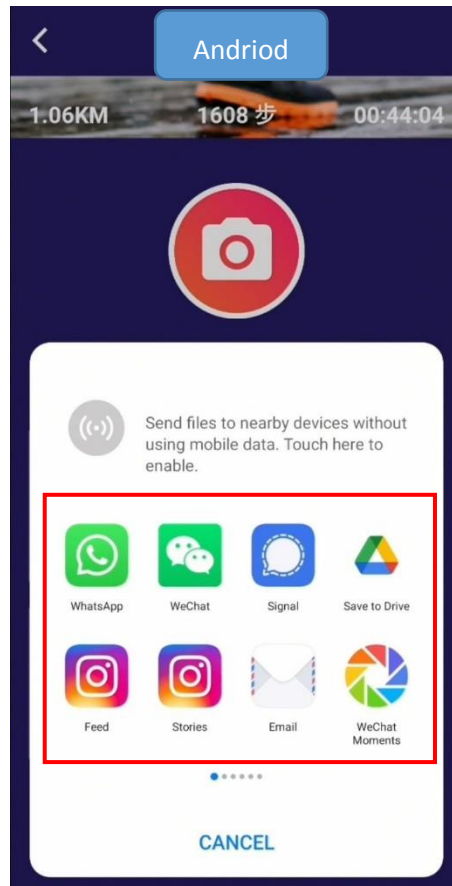 Andriod
1.06KM 1608 步 00:44:04
Send files to nearby devices without
using mobile data. Touch here to
enable.
WhatsApp WeChat Signal Save to Drive
Feed Stories Email WeChat
Moments
CANCEL